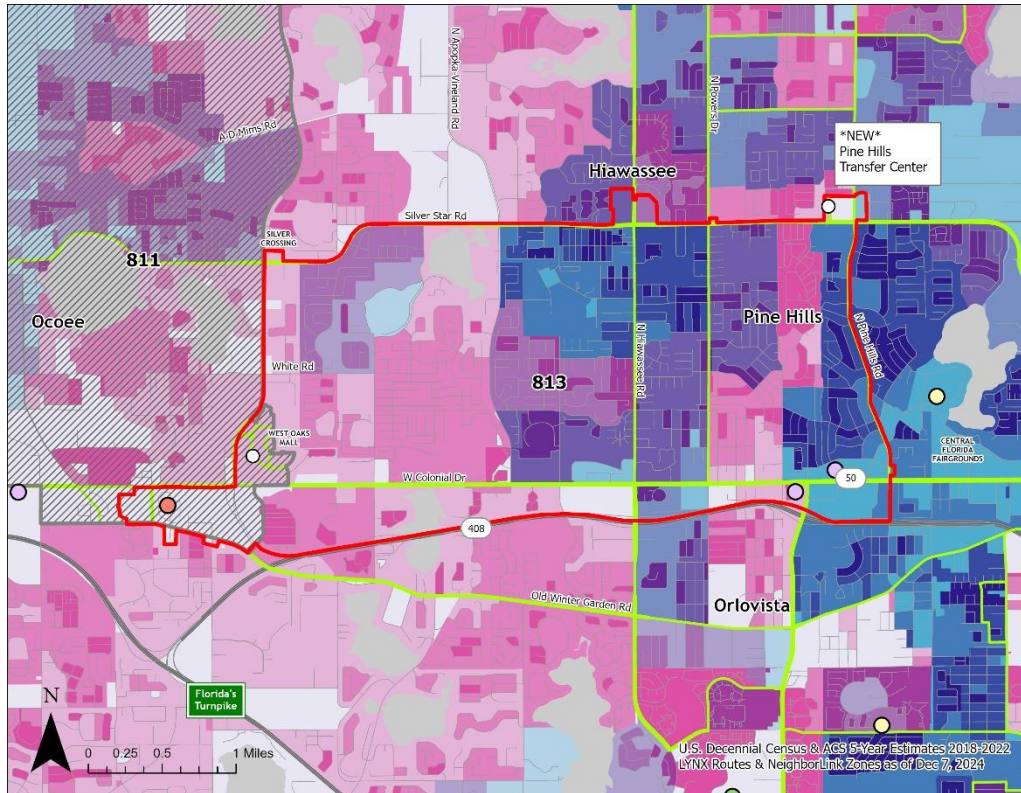 N Apopka-Vineland Rd
A D Mims Rd
N Powers Dr
*NEW*
Pine Hills
Transfer Center
Hiawassee
Silver Star Rd
SILVER
CROSSING
811
Ocoee
Pine Hills
N Pine Hills Rd
N Hiawassee Rd
White Rd
813
WEST OAKS
MALL
CENTRAL
FLORIDA
FAIRGROUNDS
W Colonial Dr
50
408
Old Winter Garden Rd
Orlovista
Florida's
Turnpike
N
0 0.25 0.5 1 Miles
U.S. Decennial Census & ACS 5-Year Estimates 2018-2022
LYNX Routes & NeighborLink Zones as of Dec 7, 2024